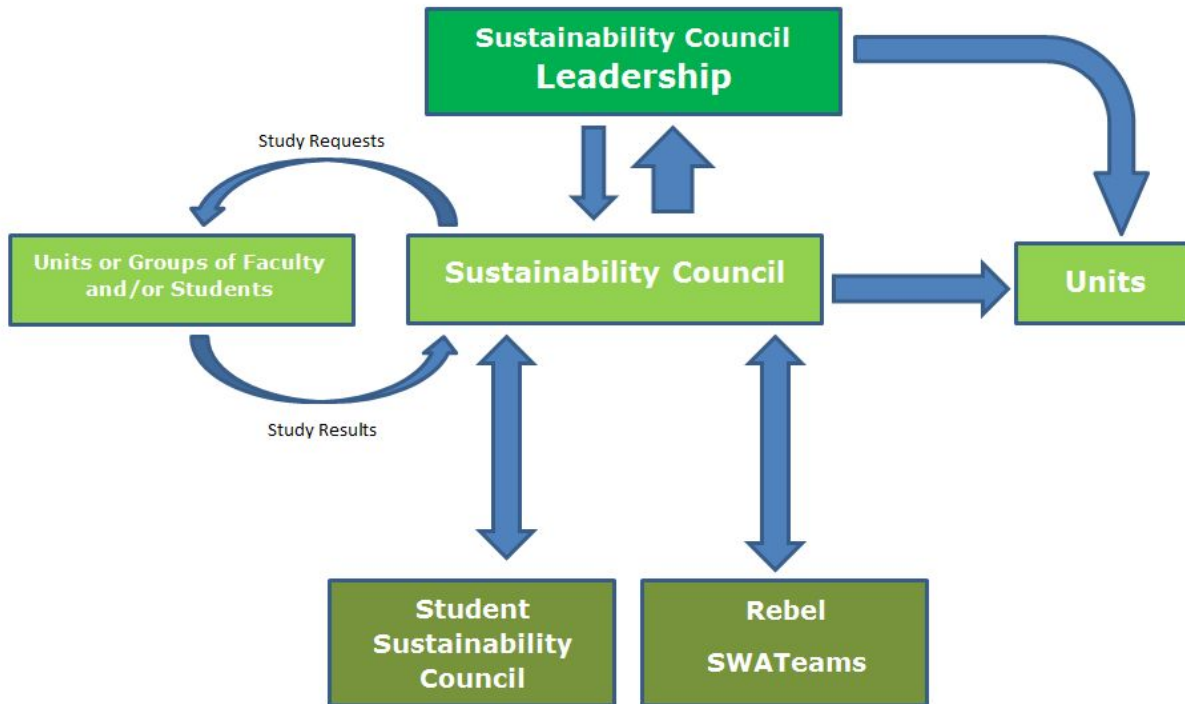 Sustainability Council
Leadership
Study Requests
Units or Groups of Faculty
and/or Students
Sustainability Council
Units
Study Results
Student
Sustainability
Council
Rebel
SWATeams